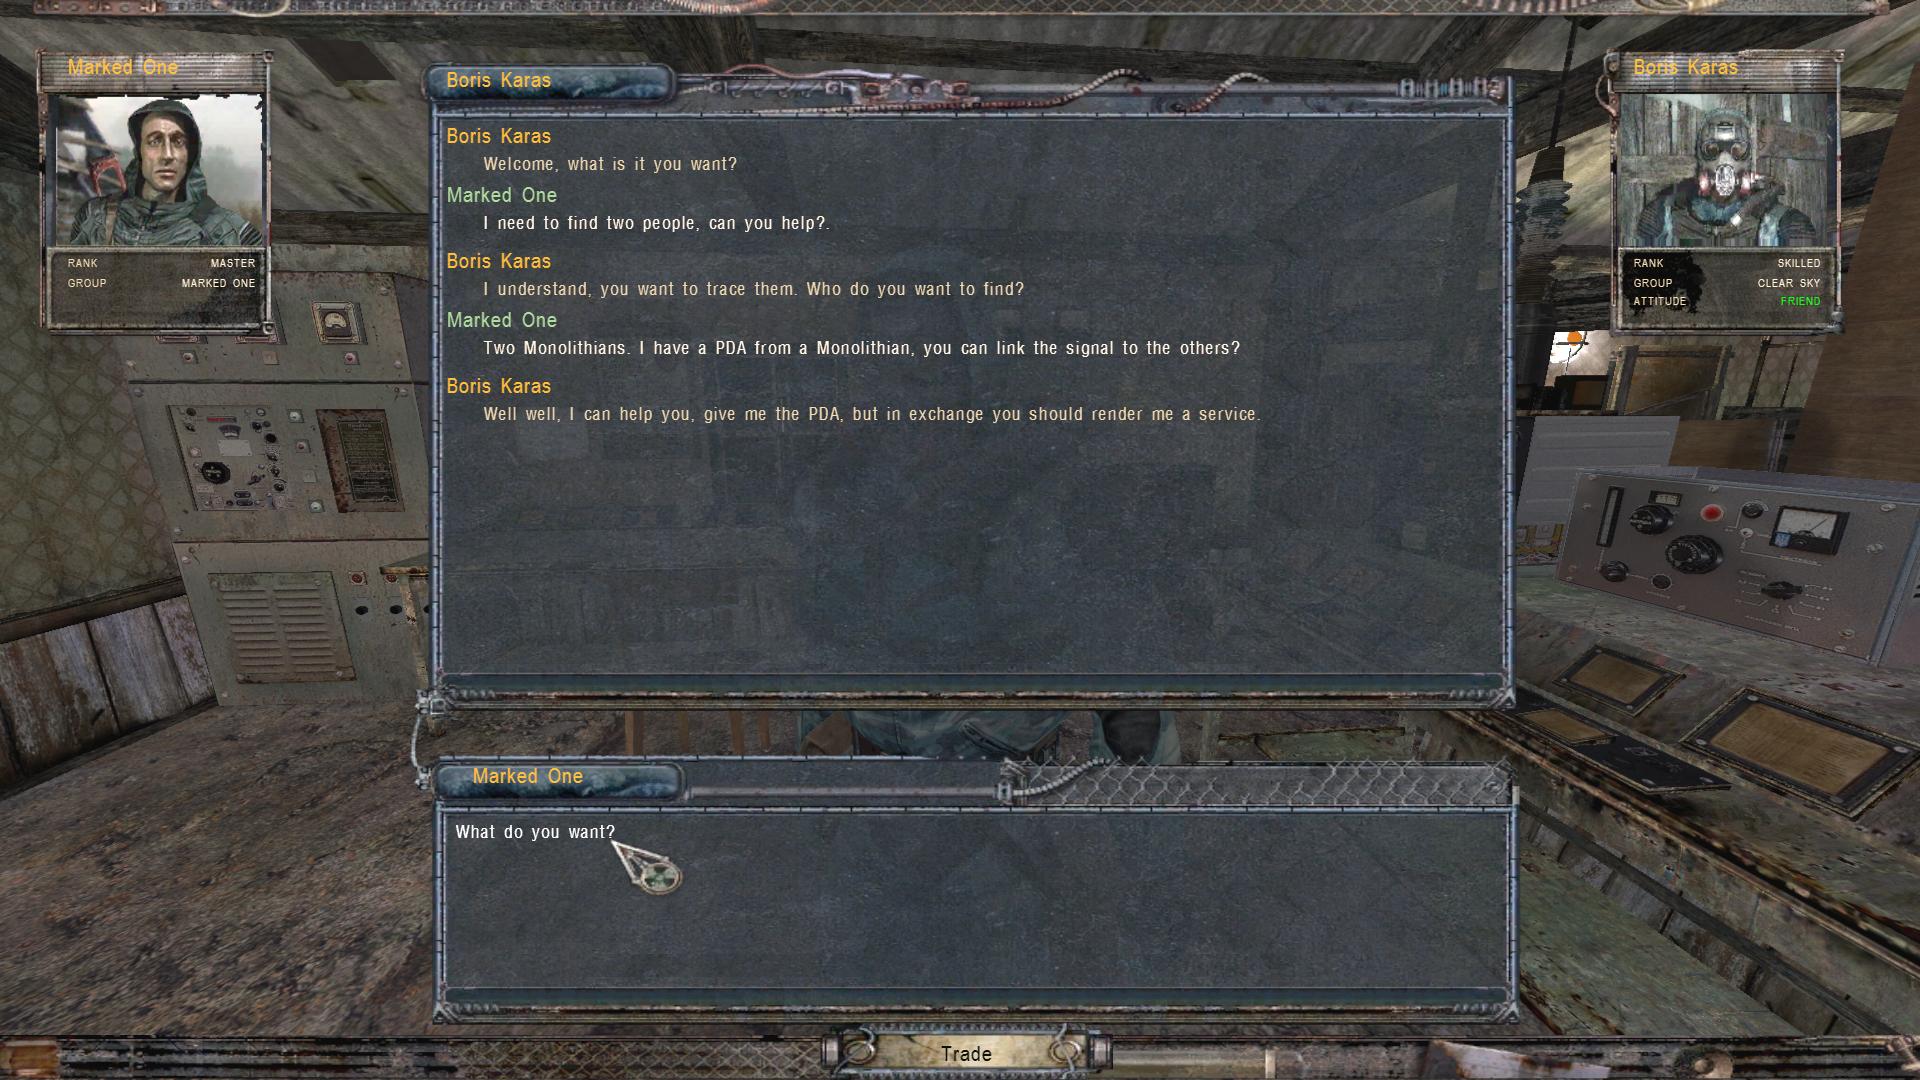 Marked One
RANK MASTER
GROUP MARKED ONE
Boris Karas
Boris Karas
Welcome, what is it you want?
Marked One
I need to find two people, can you help?.
Boris Karas
I understand, you want to trace them. Who do you want to find?
Marked One
Two Monolithians. I have a PDA from a Monolithian, you can link the signal to the others?
Boris Karas
Well well, I can help you, give me the PDA, but in exchange you should render me a service.
Boris Karas
RANK SKILLED
GROUP CLEAR SKY
ATTITUDE FRIEND
Marked One
What do you want?
Trade